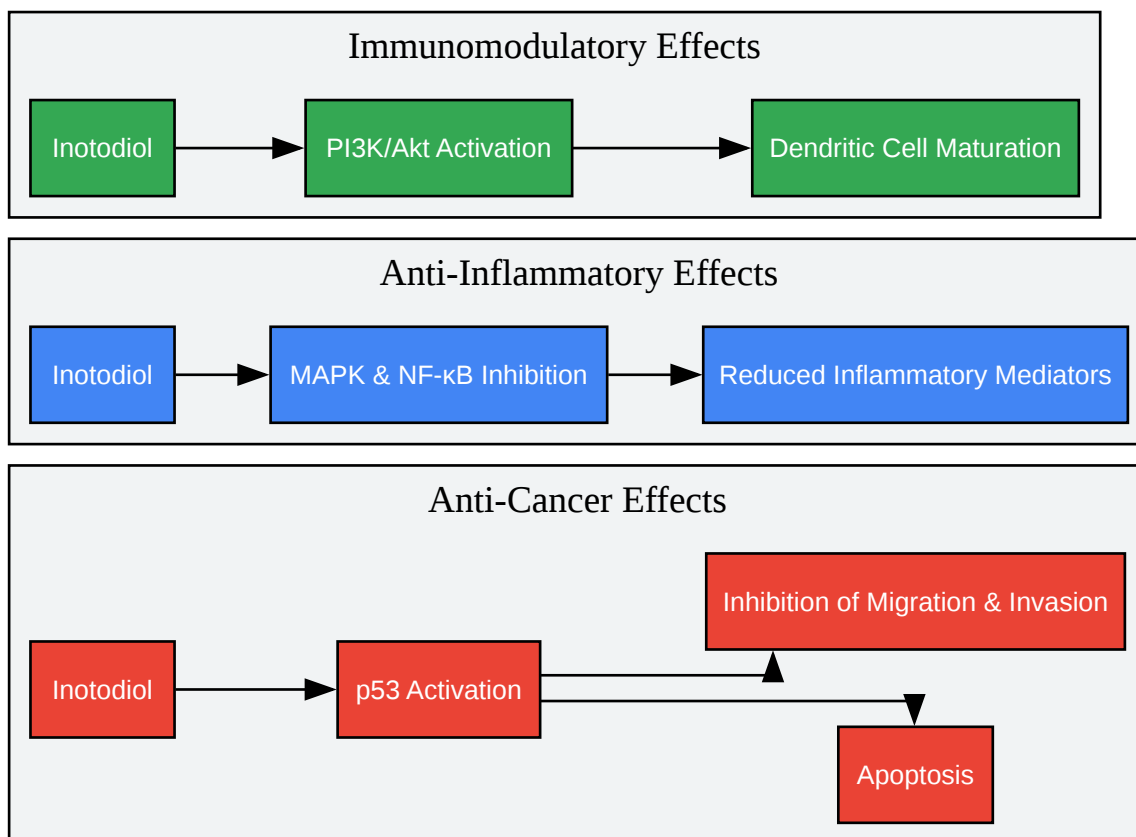 Immunomodulatory Effects
Inotodiol
PI3K/Akt Activation
Dendritic Cell Maturation
Anti-Inflammatory Effects
Inotodiol
MAPK & NF-κB Inhibition
Reduced Inflammatory Mediators
Anti-Cancer Effects
Inhibition of Migration & Invasion
Inotodiol
p53 Activation
Apoptosis